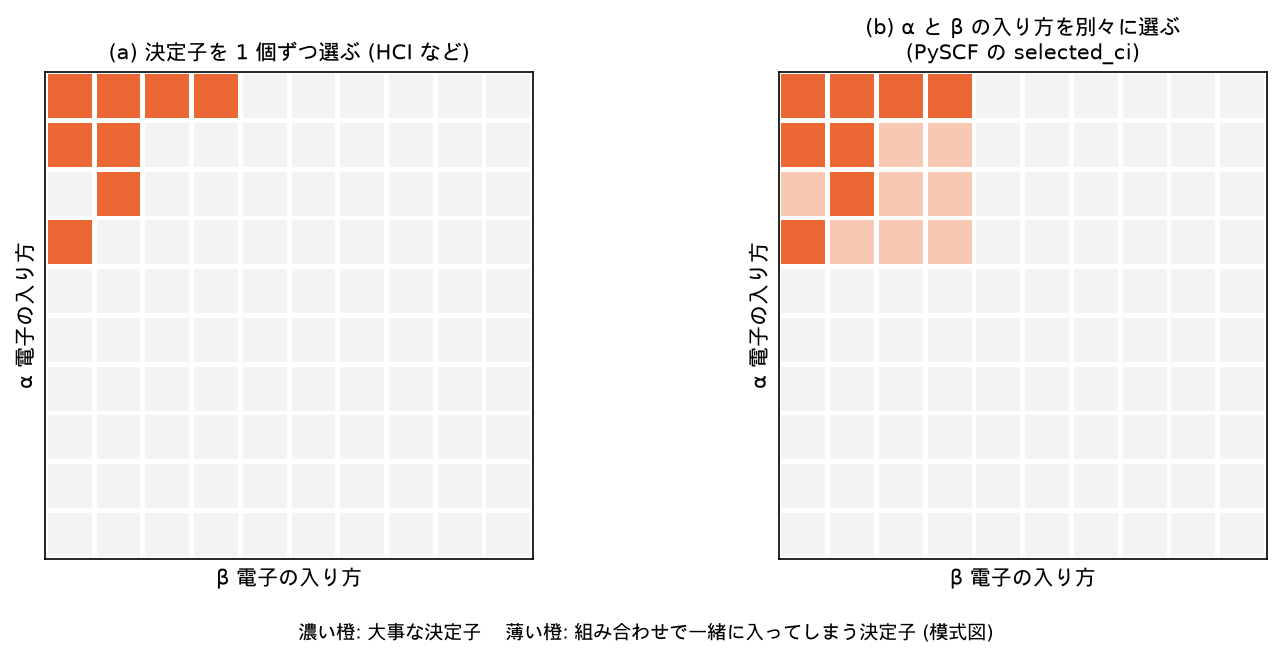 (a) 決定子を 1 個ずつ選ぶ (HCI など)
α 電子の入り方
β 電子の入り方
(b) α と β の入り方を別々に選ぶ
(PySCF の selected_ci)
α 電子の入り方
β 電子の入り方
濃い橙: 大事な決定子 薄い橙: 組み合わせで一緒に入ってしまう決定子 (模式図)